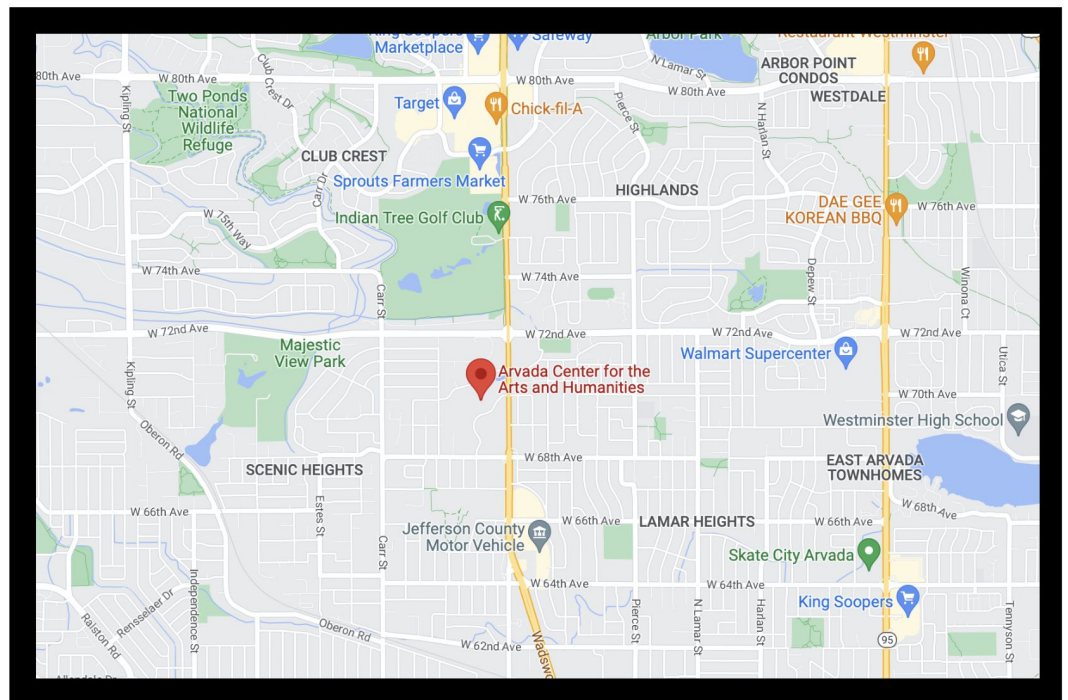 King Soopers
Marketplace
Safeway
Arbor Park
Restaurant Westminster
80th Ave
W 80th Ave
W 80th Ave
N Lamar St
W 80th Ave
ARBOR POINT
CONDOS
WESTDALE
Club Crest Dr
Kipling St
Two Ponds
National
Wildlife
Refuge
Target
Chick-fil-A
Pierce St
N Harlan St
CLUB CREST
Sprouts Farmers Market
Carr Dr
HIGHLANDS
W 76th Ave
DAE GEE
KOREAN BBQ
W 76th Ave
Indian Tree Golf Club
W 75th Way
W 74th Ave
W 74th Ave
Carr St
Depew St
Winona Ct
W 72nd Ave
W 72nd Ave
W 72nd Ave
W 72nd Ave
Majestic
View Park
Walmart Supercenter
Utica St
Kipling St
Arvada Center for the
Arts and Humanities
W 70th Ave
Westminster High School
Oberon Rd
SCENIC HEIGHTS
W 68th Ave
EAST ARVADA
TOWNHOMES
W 68th Ave
W 66th Ave
Estes St
Carr St
Jefferson County
Motor Vehicle
W 66th Ave
LAMAR HEIGHTS
W 66th Ave
Skate City Arvada
W 64th Ave
W 64th Ave
Independence St
Rensselaer Dr
Ralston Rd
Oberon Rd
W 62nd Ave
Pierce St
N Lamar St
Harlan St
King Soopers
Tennyson St
95